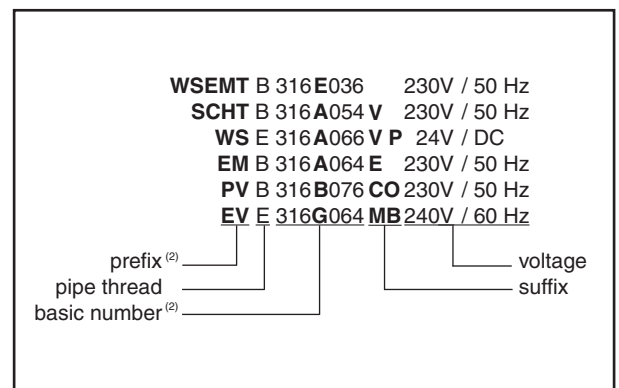 WSEMT B 316E036 230V / 50 Hz
SCHT B 316A054 V 230V / 50 Hz
WS E 316A066 V P 24V / DC
EM B 316A064 E 230V / 50 Hz
PV B 316B076 CO 230V / 50 Hz
EV E 316G064 MB 240V / 60 Hz
prefix (2) voltage
pipe thread suffix
basic number (2)